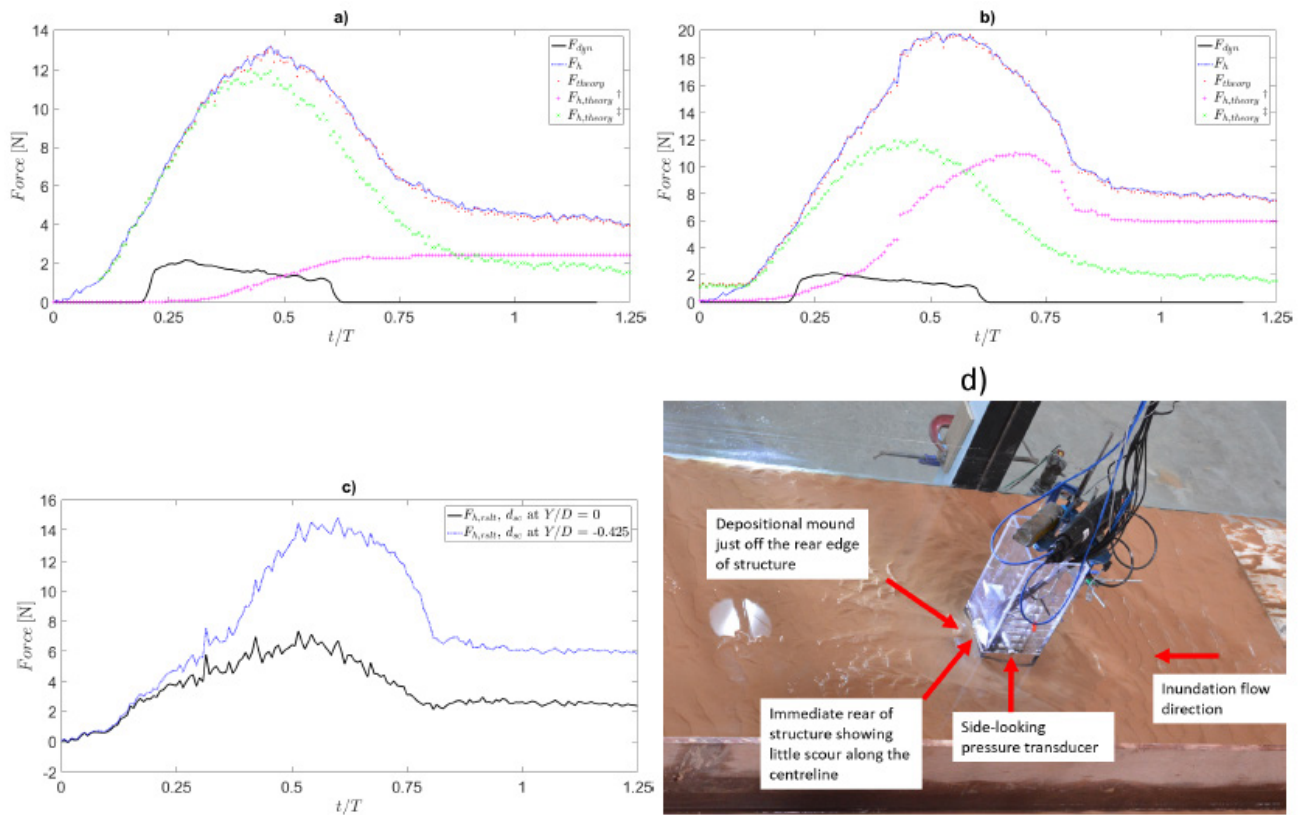 a)
14
12
10
8
6
4
2
0
Force [N]
0
0.25
0.5
0.75
1
1.25
t/T
F_dyn
F_h
F_theory
F_h,theory †
F_h,theory ‡
b)
20
18
16
14
12
10
8
6
4
2
0
Force [N]
0
0.25
0.5
0.75
1
1.25
t/T
F_dyn
F_h
F_theory
F_h,theory †
F_h,theory ‡
c)
16
14
12
10
8
6
4
2
0
-2
Force [N]
0
0.25
0.5
0.75
1
1.25
t/T
F_h,rslt, d_sc at Y/D = 0
F_h,rslt, d_sc at Y/D = -0.425
d)
Depositional mound
just off the rear edge
of structure
Immediate rear of
structure showing
little scour along the
centreline
Side-looking
pressure transducer
Inundation flow
direction